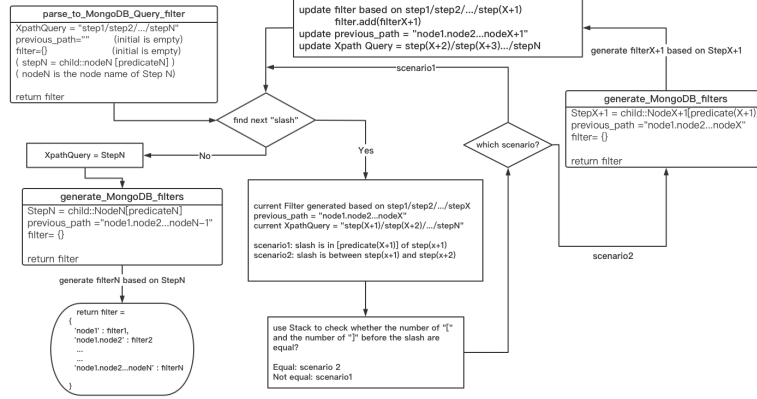 parse_to_MongoDB_Query_filter
XpathQuery = "step1/step2/.../stepN"
previous_path="" (initial is empty)
filter={} (initial is empty)
( stepN = child::nodeN [predicateN] )
( nodeN is the node name of Step N)
return filter
update filter based on step1/step2/.../step(X+1)
filter.add(filterX+1)
update previous_path = "node1.node2...nodeX+1"
update Xpath Query = step(X+2)/step(X+3).../stepN
generate filterX+1 based on StepX+1
scenario1
find next "slash"
which scenario?
generate_MongoDB_filters
StepX+1 = child::NodeX+1[predicate(X+1)
previous_path ="node1.node2...nodeX"
filter= {}
return filter
XpathQuery = StepN
No
Yes
generate_MongoDB_filters
StepN = child::NodeN[predicateN]
previous_path ="node1.node2...nodeN-1"
filter= {}
return filter
current Filter generated based on step1/step2/.../stepX
previous_path = "node1.node2...nodeX"
current XpathQuery = "step(X+1)/step(X+2)/.../stepN"
scenario1: slash is in [predicate(X+1)] of step(x+1)
scenario2: slash is between step(x+1) and step(x+2)
scenario2
generate filterN based on StepN
return filter =
{
'node1' : filter1,
'node1.node2' : filter2
...
...
'node1.node2...nodeN' : filterN
}
use Stack to check whether the number of "["
and the number of "]" before the slash are
equal?
Equal: scenario 2
Not equal: scenario1